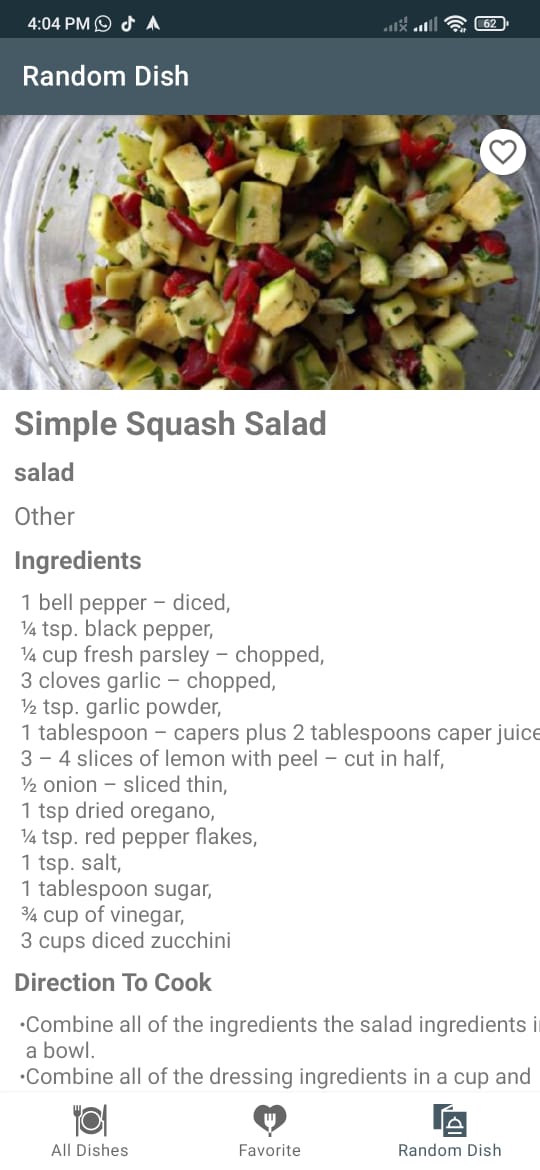 4:04 PM
62
Random Dish
Simple Squash Salad
salad
Other
Ingredients
1 bell pepper – diced,
¼ tsp. black pepper,
¼ cup fresh parsley – chopped,
3 cloves garlic – chopped,
½ tsp. garlic powder,
1 tablespoon – capers plus 2 tablespoons caper juice
3 – 4 slices of lemon with peel – cut in half,
½ onion – sliced thin,
1 tsp dried oregano,
¼ tsp. red pepper flakes,
1 tsp. salt,
1 tablespoon sugar,
¾ cup of vinegar,
3 cups diced zucchini
Direction To Cook
•Combine all of the ingredients the salad ingredients i
a bowl.
•Combine all of the dressing ingredients in a cup and
All Dishes
Favorite
Random Dish